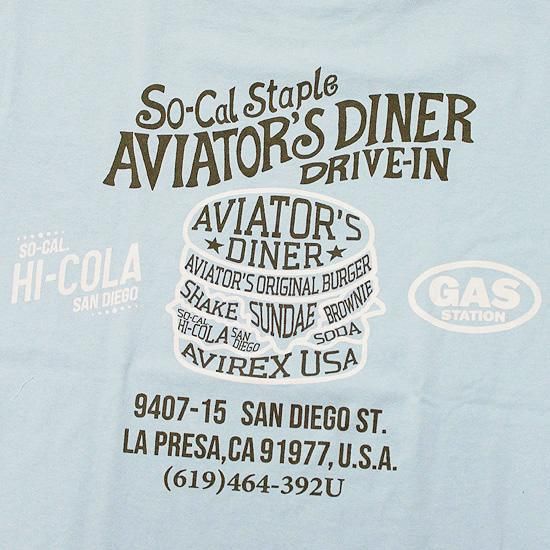 So-Cal Staple
AVIATOR'S DINER
DRIVE-IN
SO-CAL.
HI-COLA
SAN DIEGO
AVIATOR'S
★DINER★
AVIATOR'S ORIGINAL BURGER
SHAKE SUNDAE BROWNIE
SO-CAL. HI-COLA SAN DIEGO SODA
AVIREX USA
GAS
STATION
9407-15 SAN DIEGO ST.
LA PRESA,CA 91977, U.S.A.
(619)464-392U